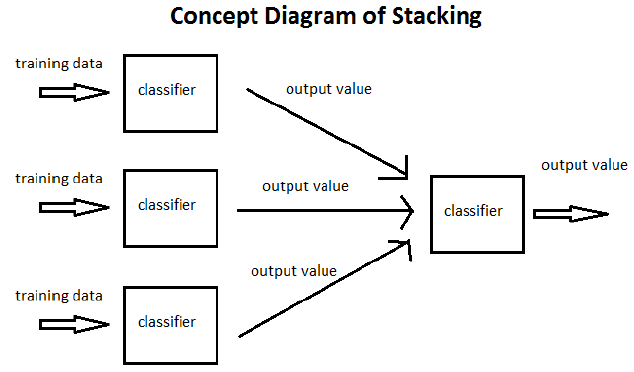 Concept Diagram of Stacking
training data
classifier
output value
training data
classifier
output value
classifier
output value
training data
classifier
output value